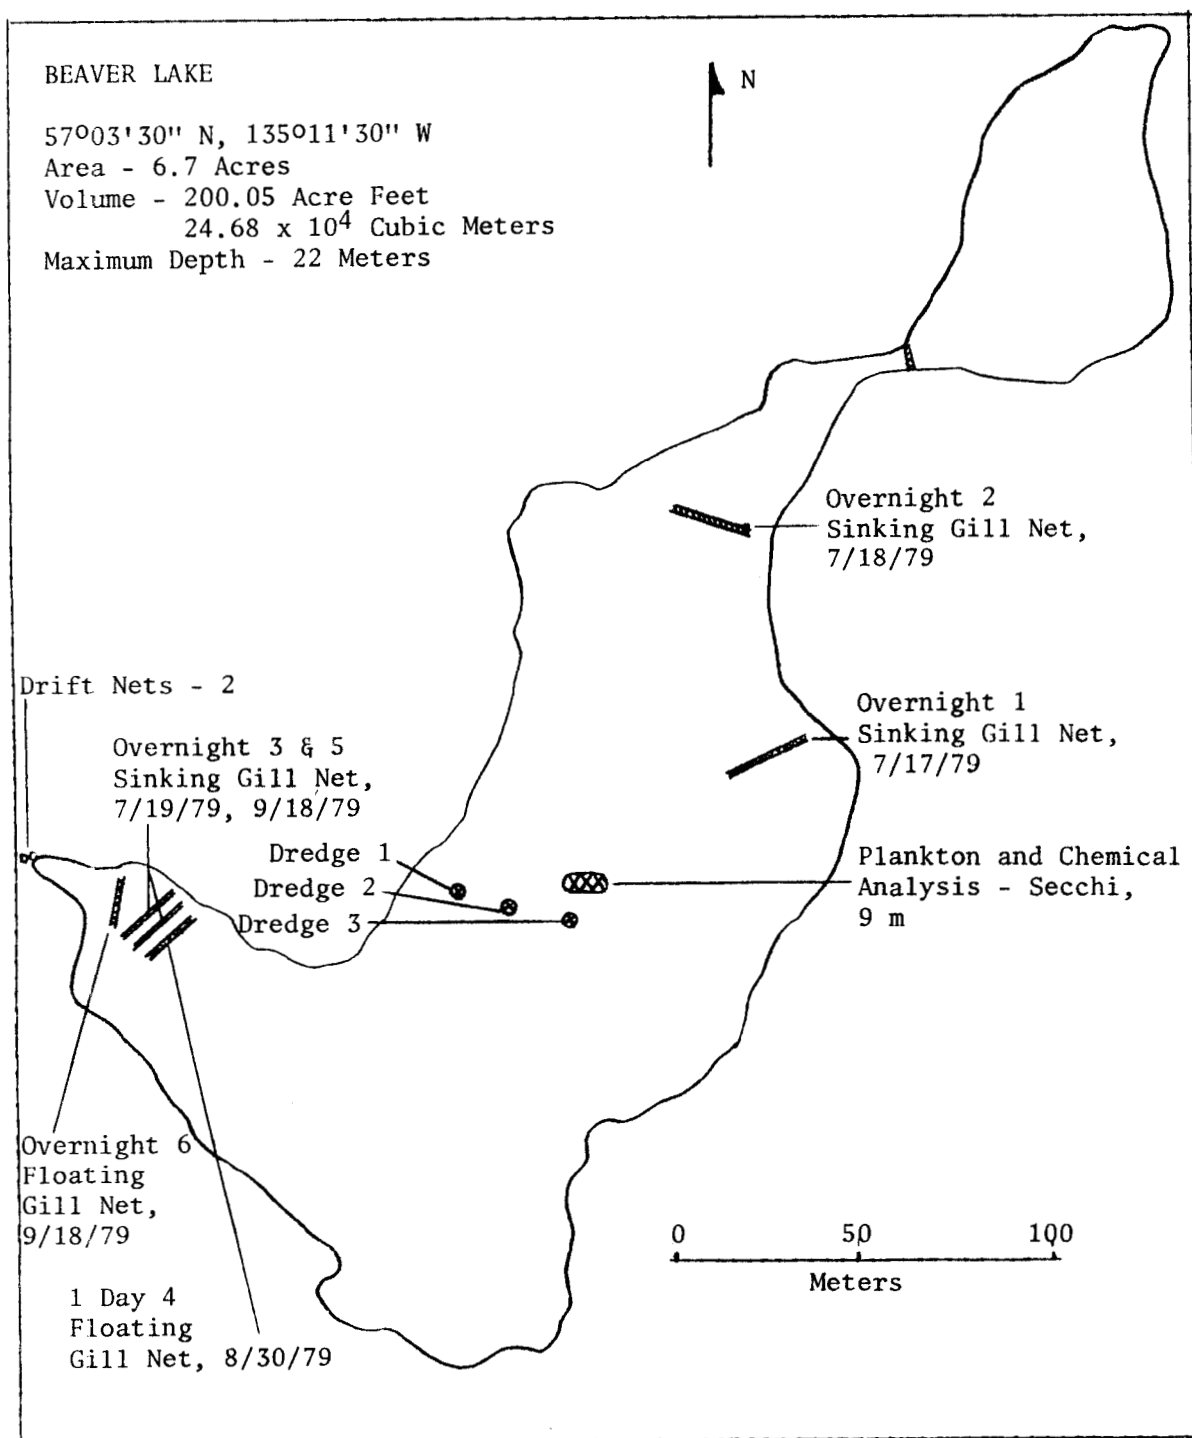 BEAVER LAKE
N
57⁰03'30" N, 135⁰11'30" W
Area - 6.7 Acres
Volume - 200.05 Acre Feet
24.68 x 10⁴ Cubic Meters
Maximum Depth - 22 Meters
Overnight 2
Sinking Gill Net,
7/18/79
Drift Nets - 2
Overnight 1
Sinking Gill Net,
7/17/79
Overnight 3 & 5
Sinking Gill Net,
7/19/79, 9/18/79
Dredge 1
Dredge 2
Dredge 3
Plankton and Chemical
Analysis - Secchi,
9 m
Overnight 6
Floating
Gill Net,
9/18/79
0 50 100
Meters
1 Day 4
Floating
Gill Net, 8/30/79